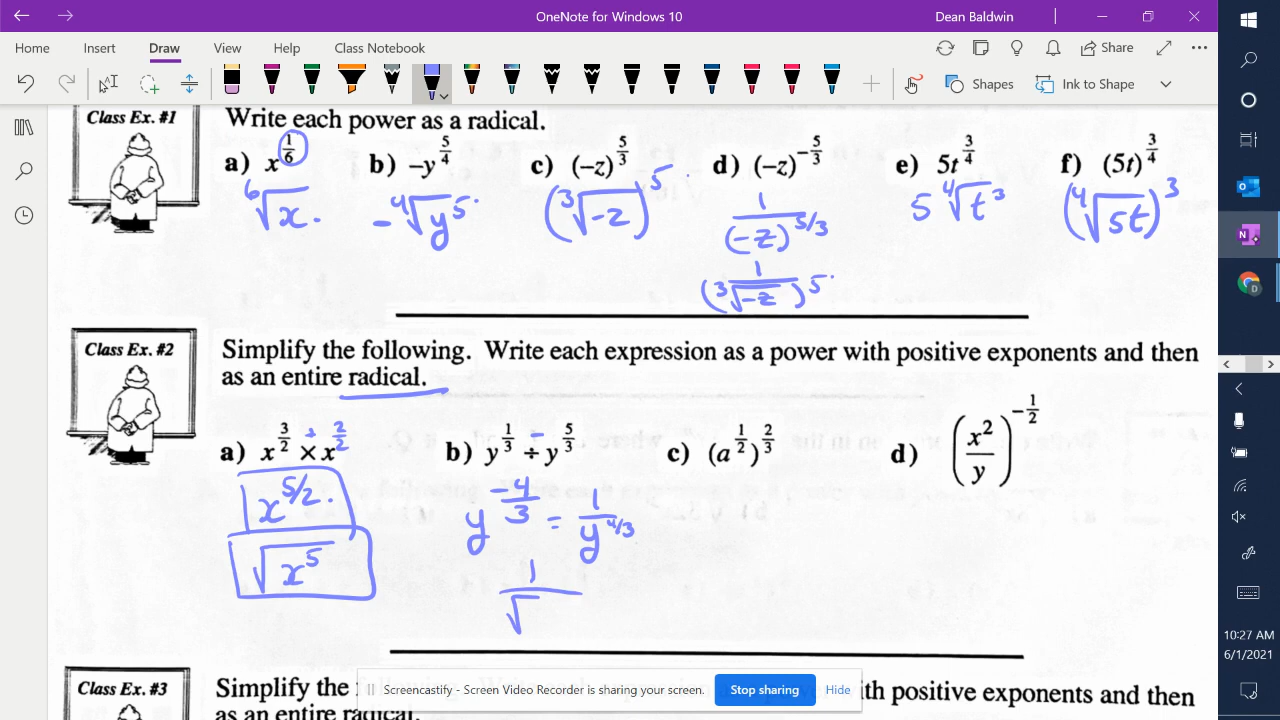 OneNote for Windows 10
Dean Baldwin
Home Insert Draw View Help Class Notebook
Share
Shapes Ink to Shape
Class Ex. #1
Write each power as a radical.
a) x^(1/6) b) –y^(5/4) c) (–z)^(5/3) d) (–z)^(–5/3) e) 5t^(3/4) f) (5t)^(3/4)
⁶√x. –⁴√y⁵. (³√–z)⁵. 1/(–z)^(5/3) 5⁴√t³ (⁴√5t)³
1/(³√–z)⁵.
Class Ex. #2
Simplify the following. Write each expression as a power with positive exponents and then
as an entire radical.
a) x^(3/2) × x^(2/2) b) y^(1/3) ÷ y^(5/3) c) (a^(1/2))^(2/3) d) (x²/y)^(–1/2)
+ –
x^(5/2). y^(–4/3) = 1/y^(4/3)
√x⁵ 1/√
Class Ex. #3
Simplify the
ith positive exponents and then
as an entire radical.
Screencastify - Screen Video Recorder is sharing your screen. Stop sharing Hide
10:27 AM
6/1/2021